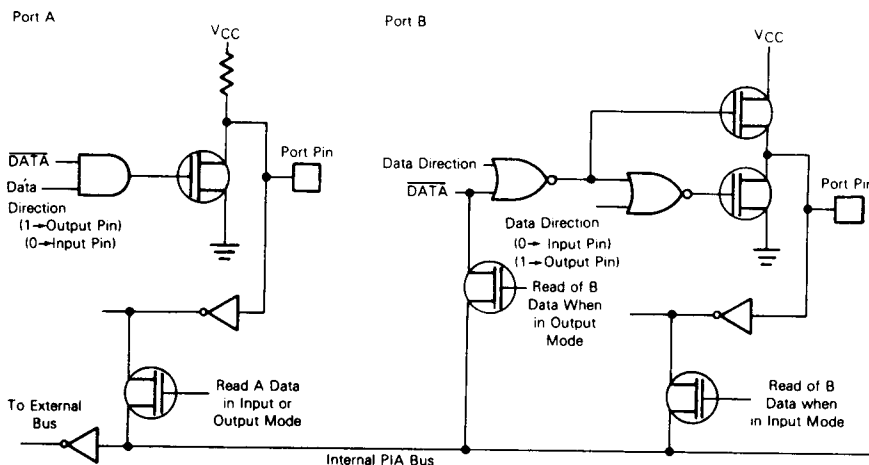 Port A
VCC
DATA
Data
Direction
(1→Output Pin)
(0→Input Pin)
Port Pin
Read A Data
in Input or
Output Mode
To External
Bus
Internal PIA Bus
Port B
VCC
Data Direction
DATA
Data Direction
(0→ Input Pin)
(1→Output Pin)
Port Pin
Read of B
Data When
in Output
Mode
Read of B
Data when
in Input Mode